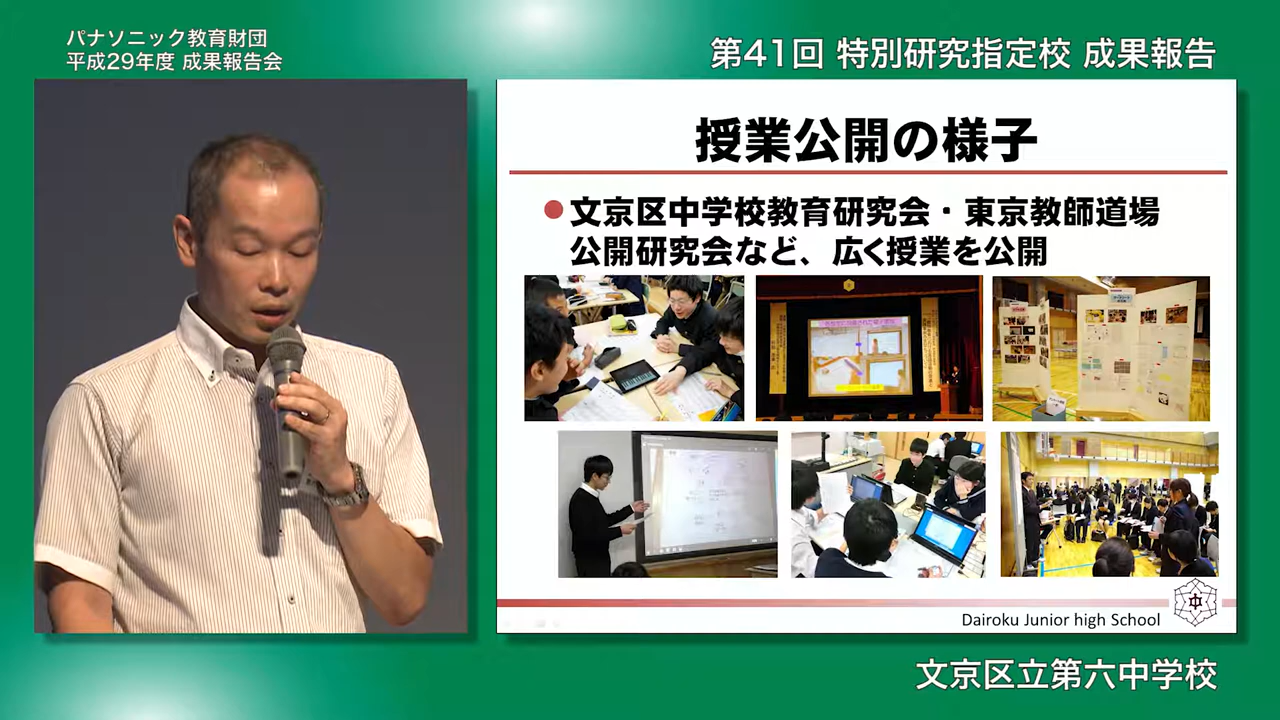 パナソニック教育財団
平成29年度 成果報告会
第41回 特別研究指定校 成果報告
授業公開の様子
文京区中学校教育研究会・東京教師道場
公開研究会など、広く授業を公開
中
Dairoku Junior high School
文京区立第六中学校